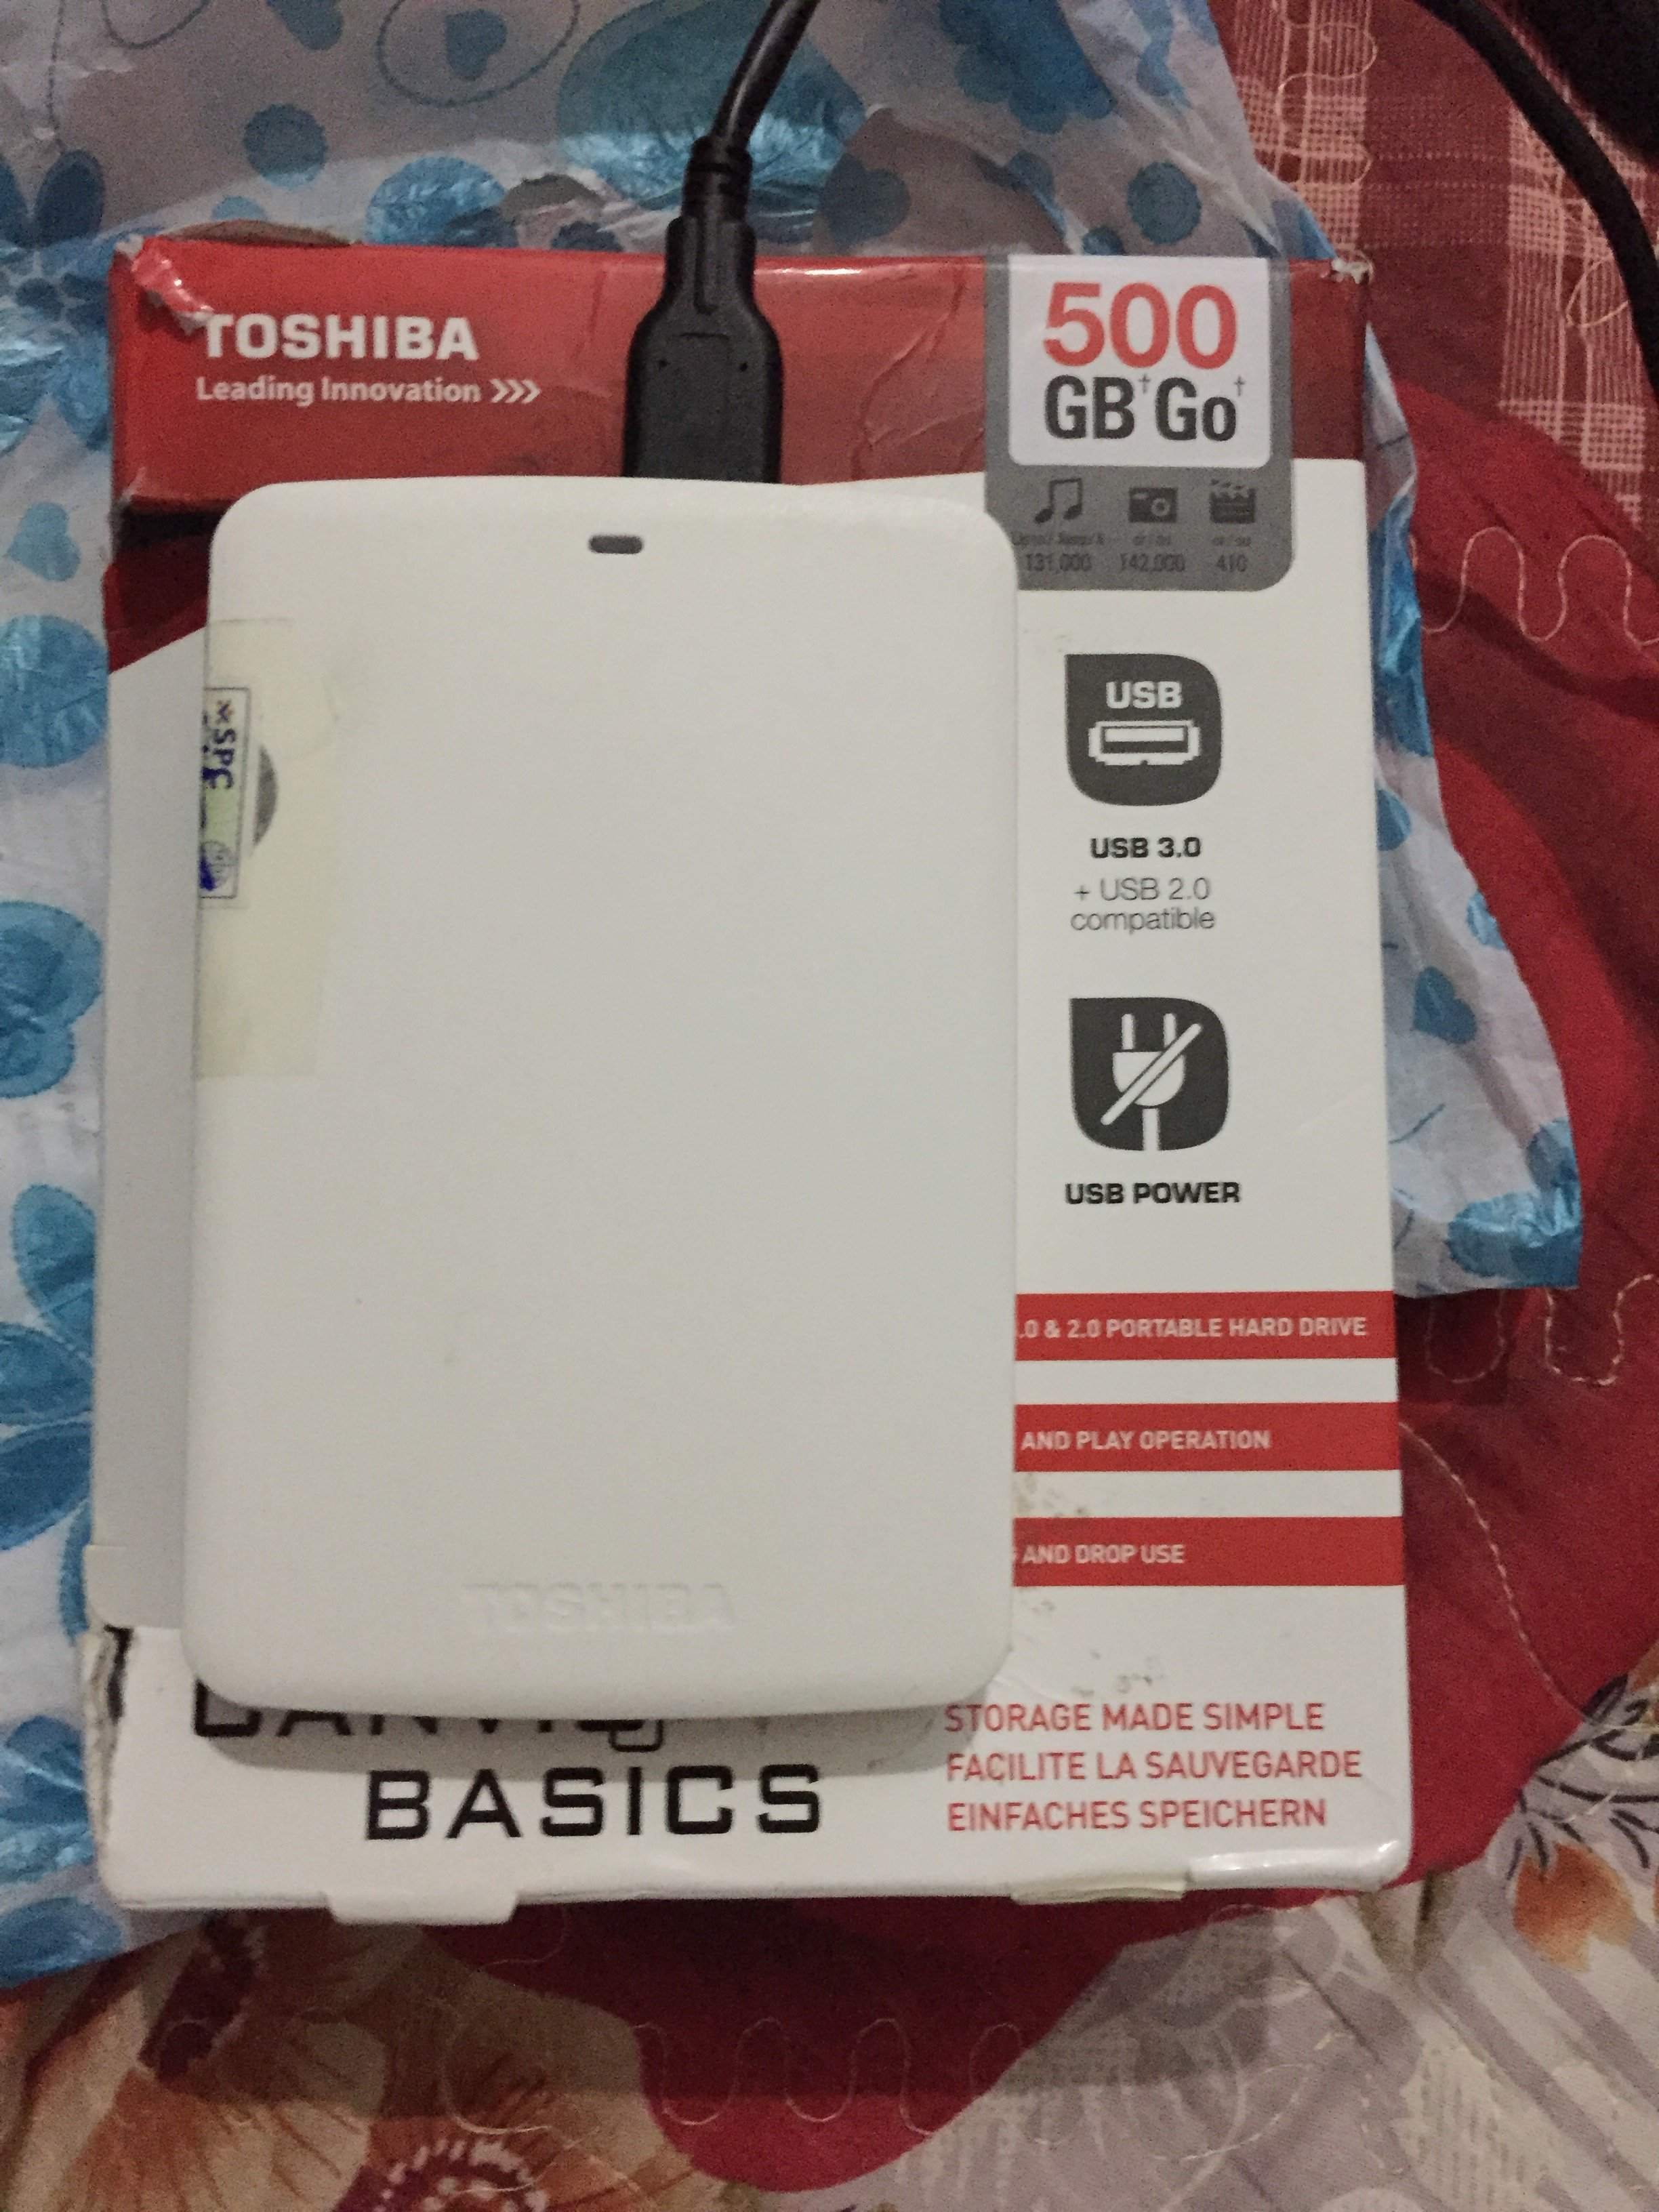 TOSHIBA
Leading Innovation >>>
500
GB† Go†
131,000 142,000 410
USB
USB 3.0
+ USB 2.0
compatible
USB POWER
.0 & 2.0 PORTABLE HARD DRIVE
AND PLAY OPERATION
AND DROP USE
TOSHIBA
BASICS
STORAGE MADE SIMPLE
FACILITE LA SAUVEGARDE
EINFACHES SPEICHERN